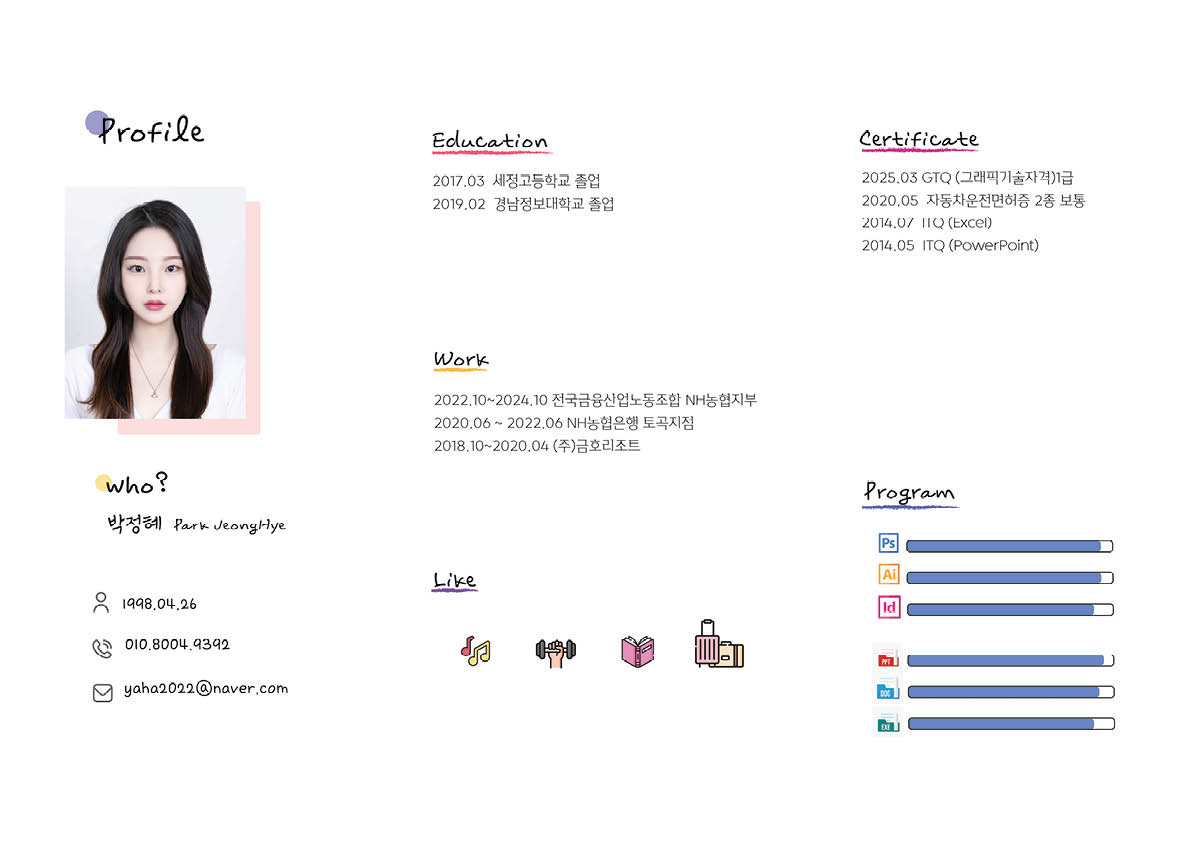 Profile
who?
박정혜 Park JeongHye
1998.04.26
010.8004.9392
yaha2022@naver.com
Education
2017.03 세정고등학교 졸업
2019.02 경남정보대학교 졸업
Work
2022.10~2024.10 전국금융산업노동조합 NH농협지부
2020.06 ~ 2022.06 NH농협은행 토곡지점
2018.10~2020.04 (주)금호리조트
Like
Certificate
2025.03 GTQ (그래픽기술자격)1급
2020.05 자동차운전면허증 2종 보통
2014.07 ITQ (Excel)
2014.05 ITQ (PowerPoint)
Program
Ps
Ai
Id
PPT
DOC
EXE